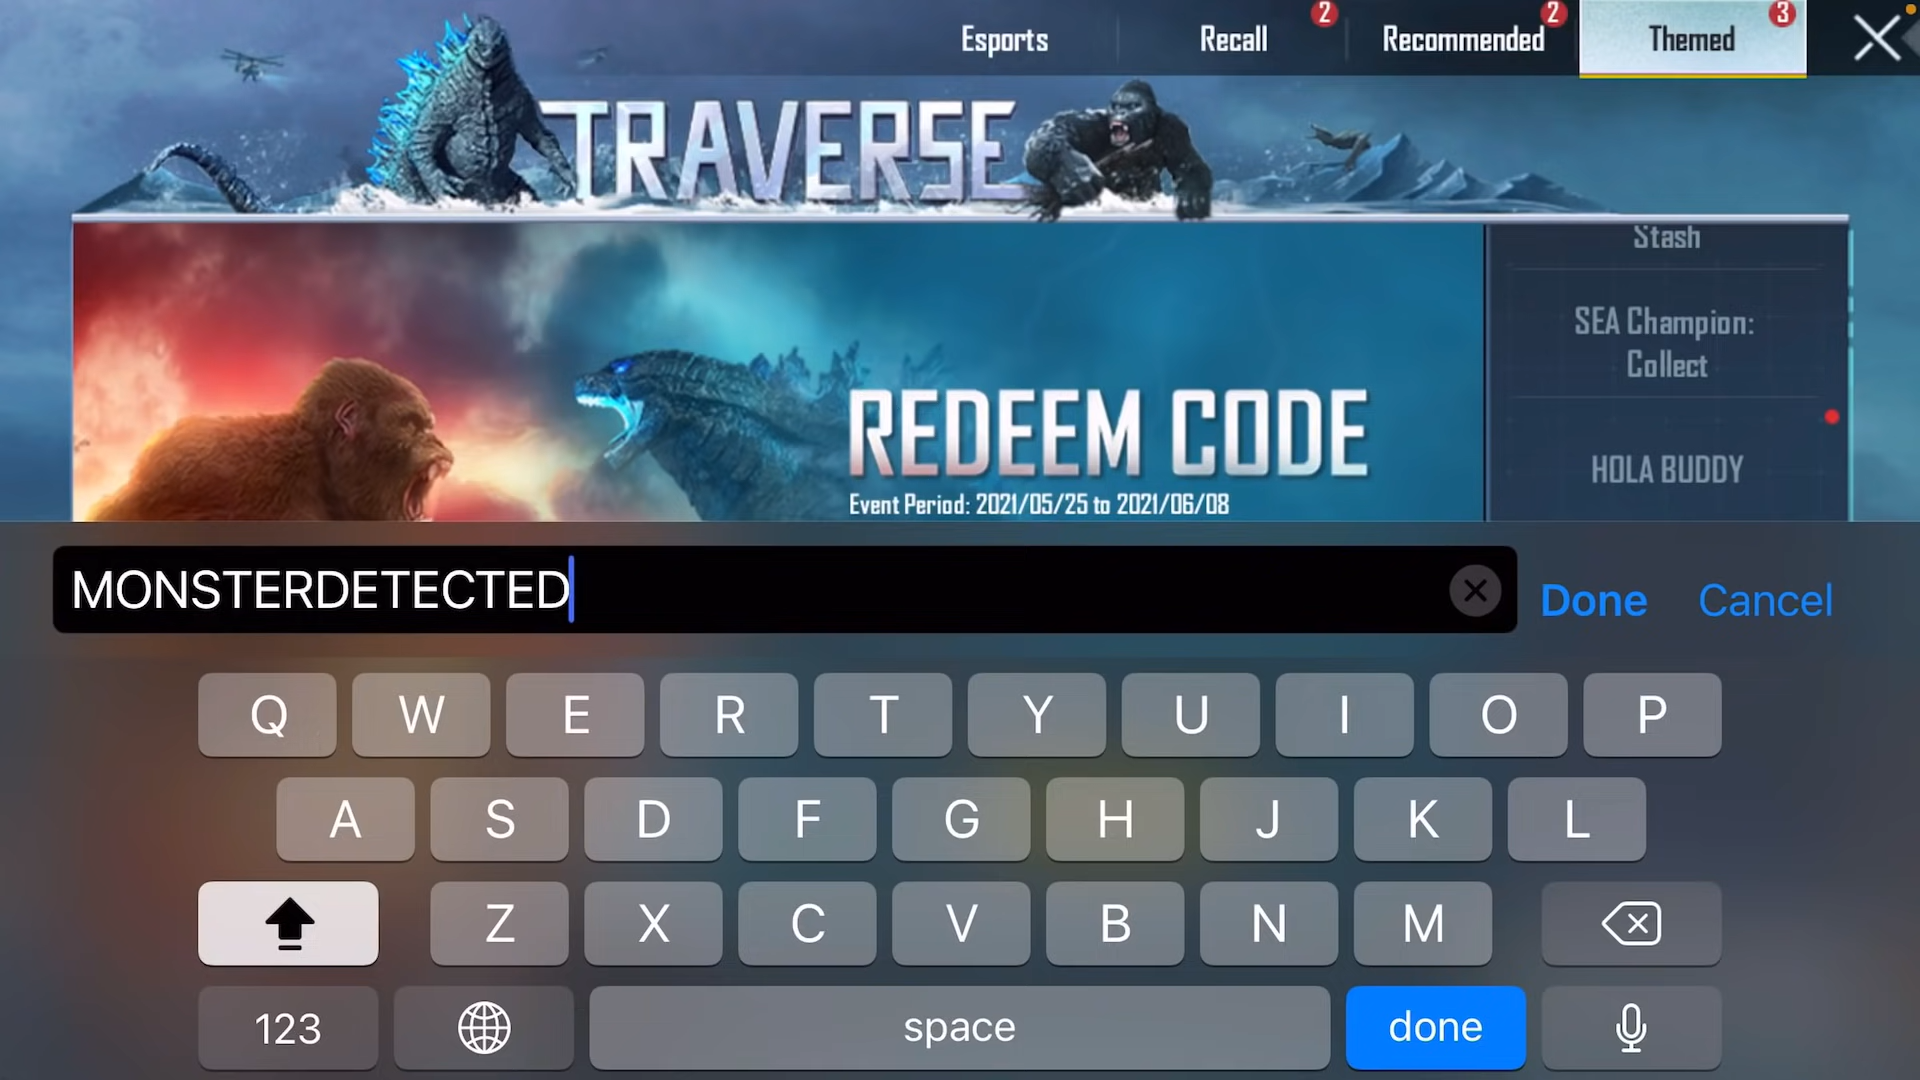 Esports
Recall
2
Recommended
2
Themed
3
TRAVERSE
Stash
SEA Champion:
Collect
HOLA BUDDY
REDEEM CODE
Event Period: 2021/05/25 to 2021/06/08
MONSTERDETECTED
Done
Cancel
Q W E R T Y U I O P
A S D F G H J K L
Z X C V B N M
123
space
done